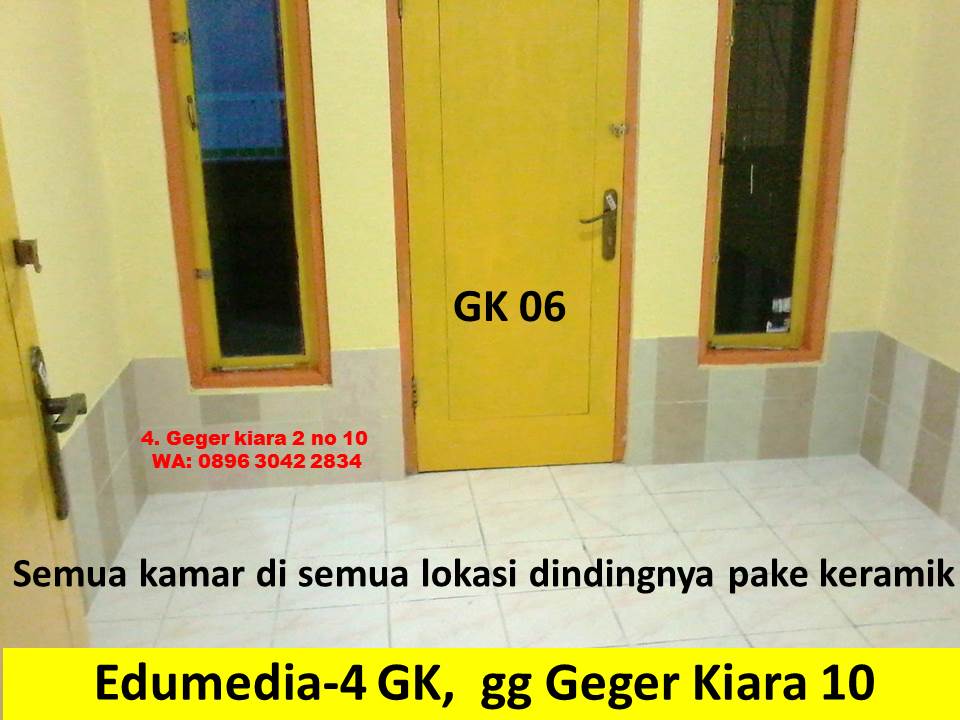 GK 06
4. Geger kiara 2 no 10
WA: 0896 3042 2834
Semua kamar di semua lokasi dindingnya pake keramik
Edumedia-4 GK, gg Geger Kiara 10